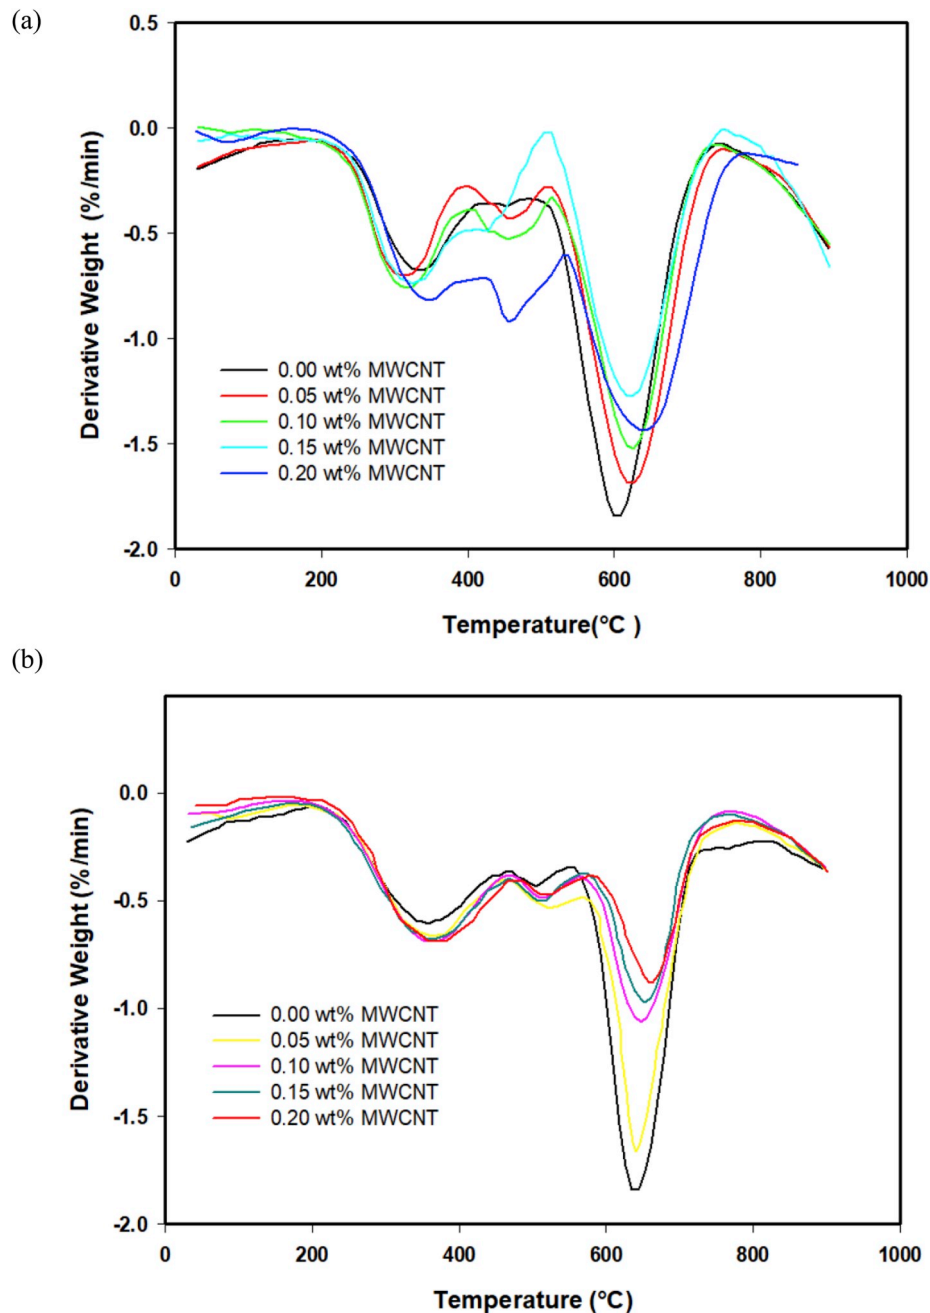 (a)
0.5
0.0
-0.5
-1.0
-1.5
-2.0
Derivative Weight (%/min)
0.00 wt% MWCNT
0.05 wt% MWCNT
0.10 wt% MWCNT
0.15 wt% MWCNT
0.20 wt% MWCNT
0 200 400 600 800 1000
Temperature(°C )
(b)
0.0
-0.5
-1.0
-1.5
-2.0
Derivative Weight (%/min)
0.00 wt% MWCNT
0.05 wt% MWCNT
0.10 wt% MWCNT
0.15 wt% MWCNT
0.20 wt% MWCNT
0 200 400 600 800 1000
Temperature (°C)